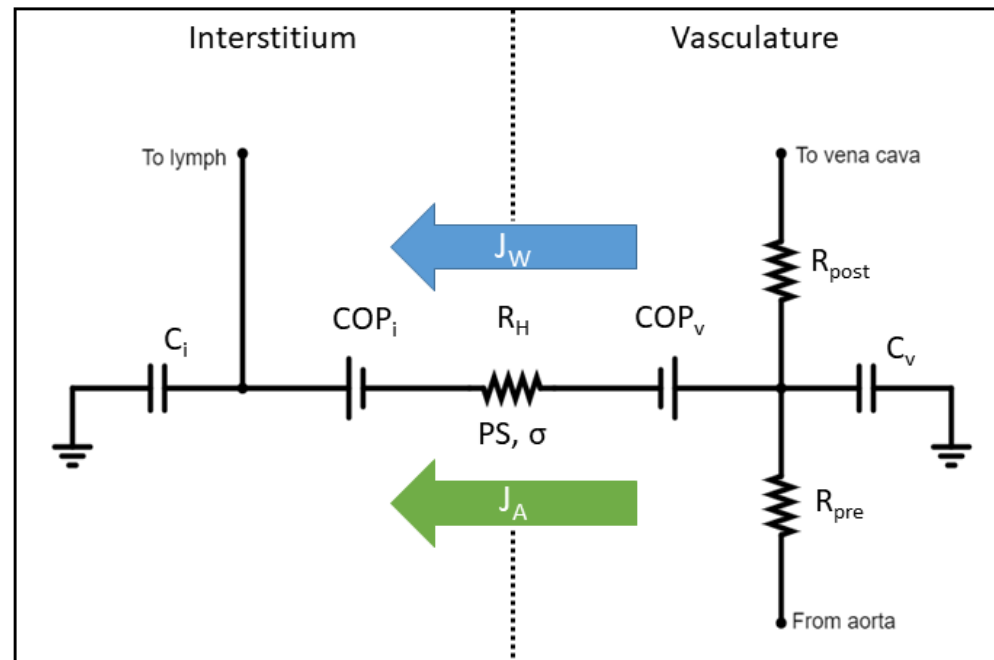 Interstitium
Vasculature
To lymph
To vena cava
J_W
R_post
COP_i
R_H
COP_v
C_i
C_v
PS, σ
J_A
R_pre
From aorta